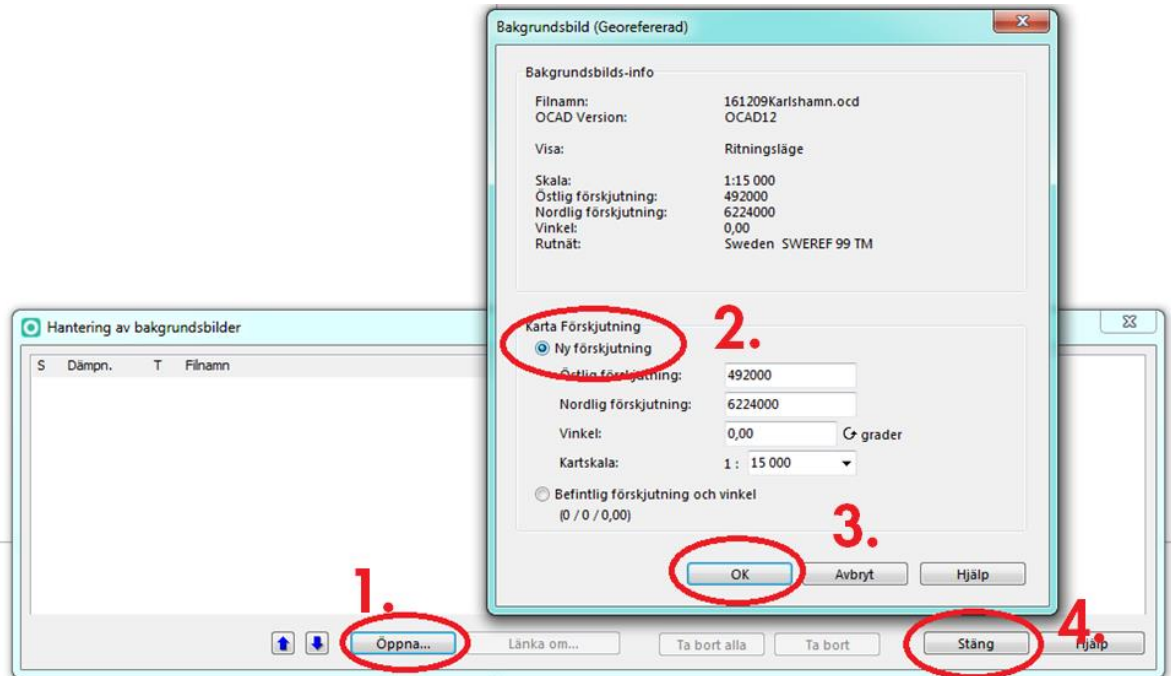 Bakgrundsbild (Georefererad)
Bakgrundsbilds-info
Filnamn: 161209Karlshamn.ocd
OCAD Version: OCAD12
Visa: Ritningsläge
Skala: 1:15 000
Östlig förskjutning: 492000
Nordlig förskjutning: 6224000
Vinkel: 0,00
Rutnät: Sweden SWEREF 99 TM
Karta Förskjutning
2.
Ny förskjutning
Östlig förskjutning: 492000
Nordlig förskjutning: 6224000
Vinkel: 0,00 grader
Kartskala: 1 : 15 000
Befintlig förskjutning och vinkel
(0 / 0 / 0,00)
3.
OK Avbryt Hjälp
Hantering av bakgrundsbilder
S Dämpn. T Filnamn
1.
4.
Öppna... Länka om... Ta bort alla Ta bort Stäng Hjälp